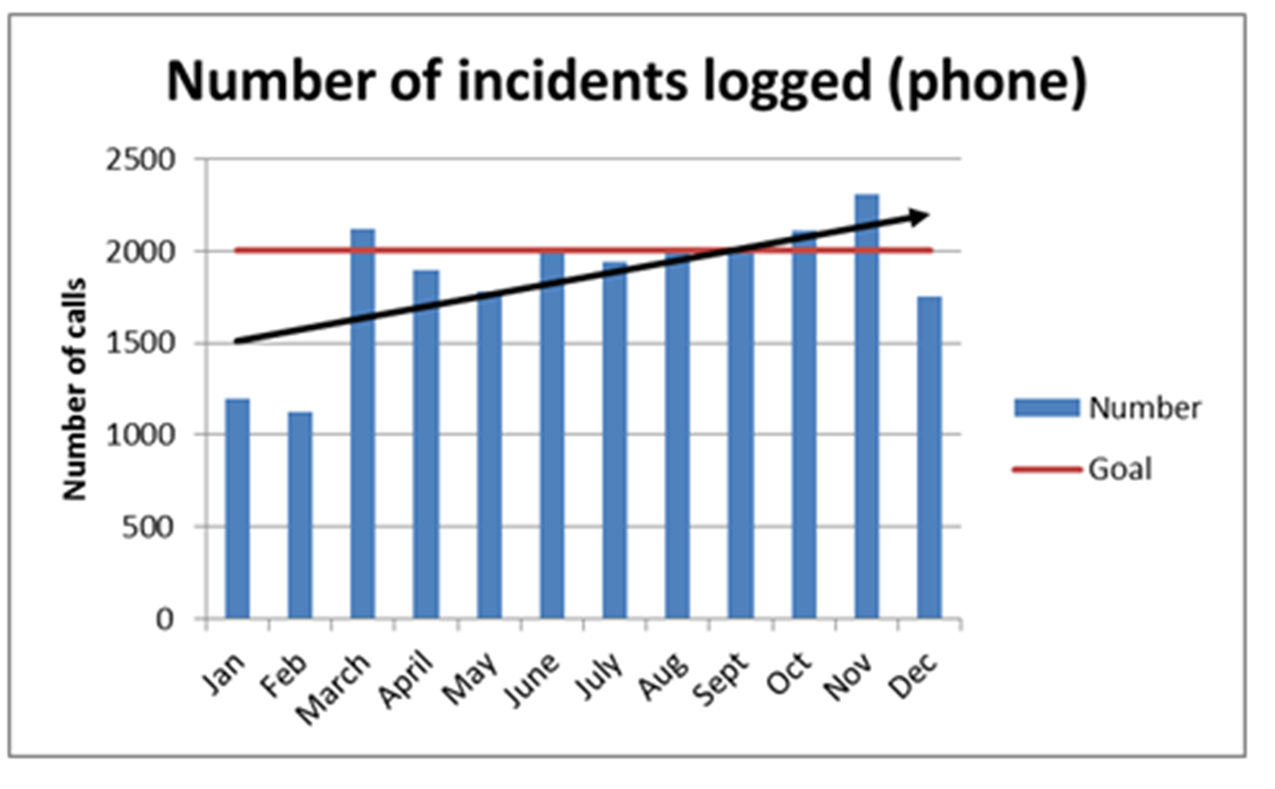 Number of incidents logged (phone)
Number of calls
2500
2000
1500
1000
500
0
Jan
Feb
March
April
May
June
July
Aug
Sept
Oct
Nov
Dec
Number
Goal